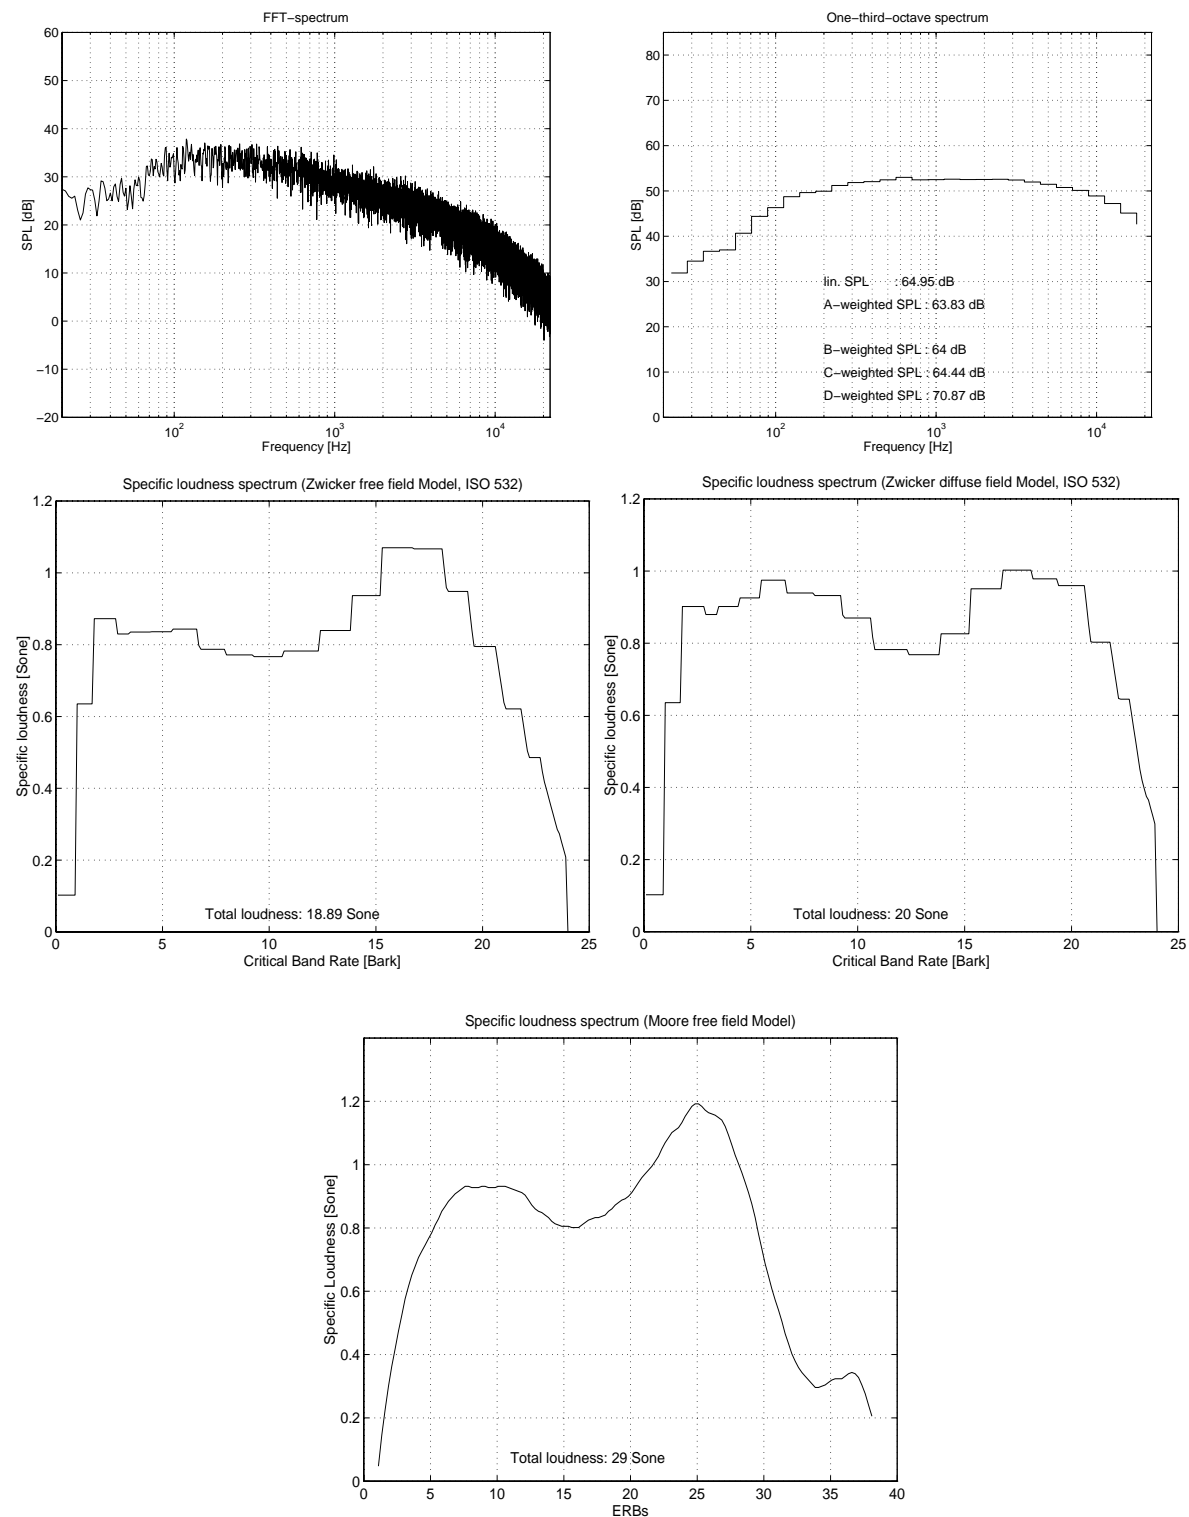 FFT−spectrum
60
50
40
30
20
10
0
−10
−20
SPL [dB]
10^2
10^3
10^4
Frequency [Hz]
One−third−octave spectrum
80
70
60
50
40
30
20
10
0
SPL [dB]
lin. SPL : 64.95 dB
A−weighted SPL : 63.83 dB
B−weighted SPL : 64 dB
C−weighted SPL : 64.44 dB
D−weighted SPL : 70.87 dB
10^2
10^3
10^4
Frequency [Hz]
Specific loudness spectrum (Zwicker free field Model, ISO 532)
1.2
1
0.8
0.6
0.4
0.2
0
Specific loudness [Sone]
Total loudness: 18.89 Sone
0 5 10 15 20 25
Critical Band Rate [Bark]
Specific loudness spectrum (Zwicker diffuse field Model, ISO 532)
1.2
1
0.8
0.6
0.4
0.2
0
Specific loudness [Sone]
Total loudness: 20 Sone
0 5 10 15 20 25
Critical Band Rate [Bark]
Specific loudness spectrum (Moore free field Model)
1.2
1
0.8
0.6
0.4
0.2
0
Specific Loudness [Sone]
Total loudness: 29 Sone
0 5 10 15 20 25 30 35 40
ERBs